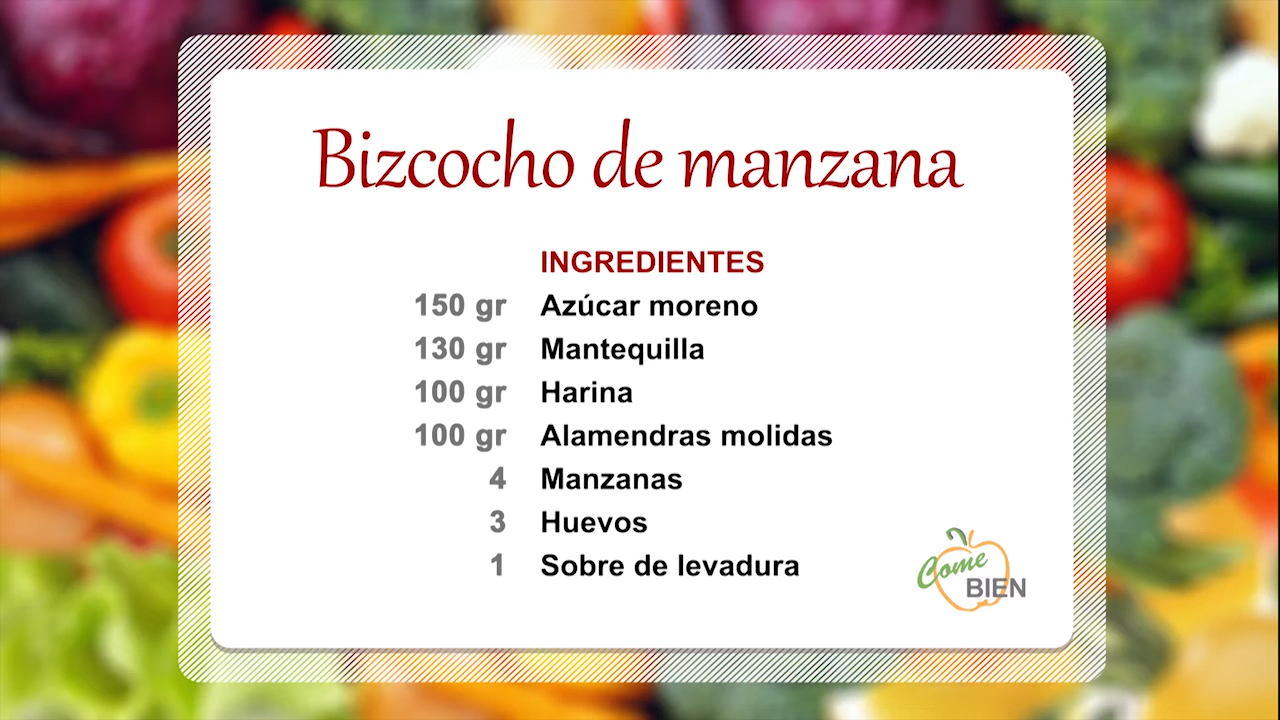 Bizcocho de manzana
INGREDIENTES
150 gr Azúcar moreno
130 gr Mantequilla
100 gr Harina
100 gr Alamendras molidas
4 Manzanas
3 Huevos
1 Sobre de levadura
Come
BIEN